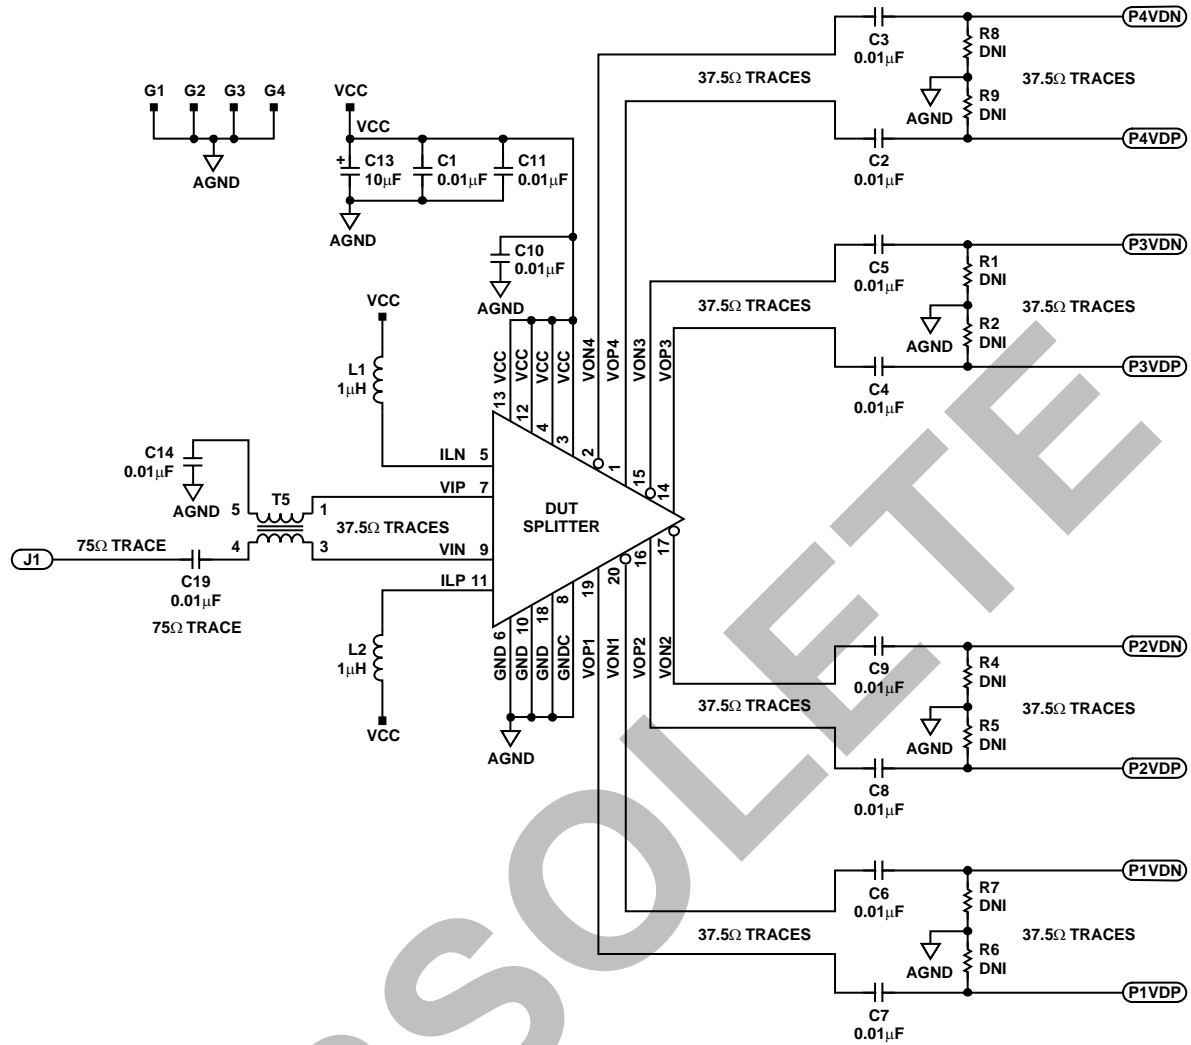 P4VDN
C3
0.01μF
R8
DNI
37.5Ω TRACES
37.5Ω TRACES
AGND
R9
DNI
P4VDP
C2
0.01μF
G1 G2 G3 G4
AGND
VCC
VCC
+
C13
10μF
C1
0.01μF
C11
0.01μF
AGND
C10
0.01μF
AGND
P3VDN
C5
0.01μF
R1
DNI
37.5Ω TRACES
37.5Ω TRACES
AGND
R2
DNI
P3VDP
C4
0.01μF
VCC
L1
1μH
13 VCC
12 VCC
4 VCC
3 VCC
2 VON4
1 VOP4
15 VON3
14 VOP3
C14
0.01μF
AGND
ILN 5
T5
5 1
4 3
VIP 7
37.5Ω TRACES
VIN 9
DUT
SPLITTER
J1
75Ω TRACE
C19
0.01μF
75Ω TRACE
ILP 11
L2
1μH
VCC
GND 6
GND 10
GND 18
GNDC 8
VOP1 19
VON1 20
VOP2 16
VON2 17
AGND
P2VDN
C9
0.01μF
R4
DNI
37.5Ω TRACES
37.5Ω TRACES
AGND
R5
DNI
P2VDP
C8
0.01μF
P1VDN
C6
0.01μF
R7
DNI
37.5Ω TRACES
37.5Ω TRACES
AGND
R6
DNI
P1VDP
C7
0.01μF
OBSOLETE